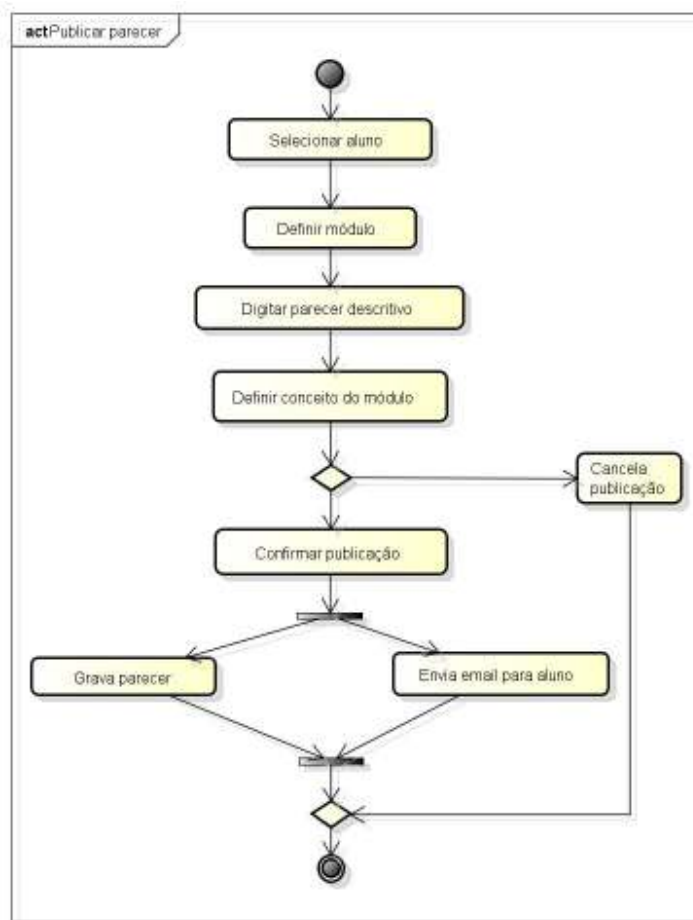 actPublicar parecer
Selecionar aluno
Definir módulo
Digitar parecer descritivo
Definir conceito do módulo
Cancela
publicação
Confirmar publicação
Grava parecer
Envia email para aluno